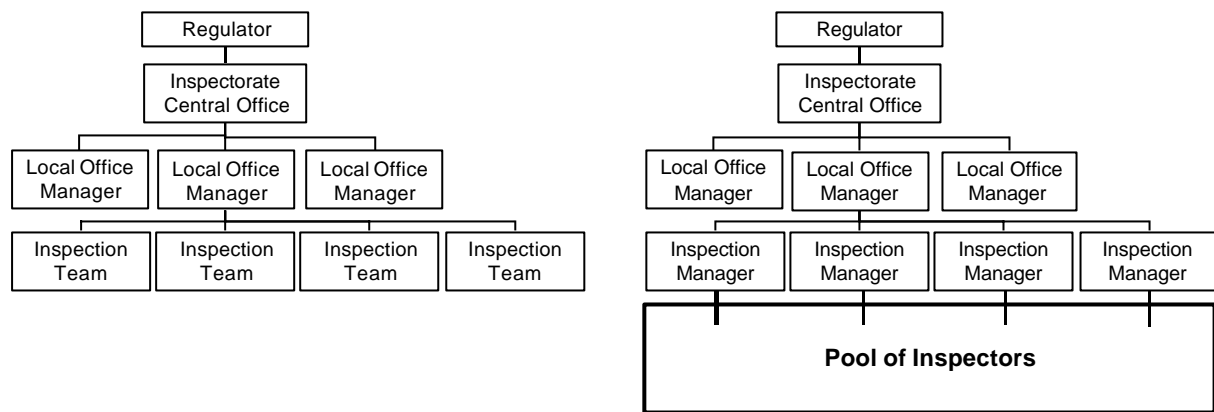 Regulator
Inspectorate
Central Office
Local Office
Manager
Local Office
Manager
Local Office
Manager
Inspection
Team
Inspection
Team
Inspection
Team
Inspection
Team
Regulator
Inspectorate
Central Office
Local Office
Manager
Local Office
Manager
Local Office
Manager
Inspection
Manager
Inspection
Manager
Inspection
Manager
Inspection
Manager
Pool of Inspectors